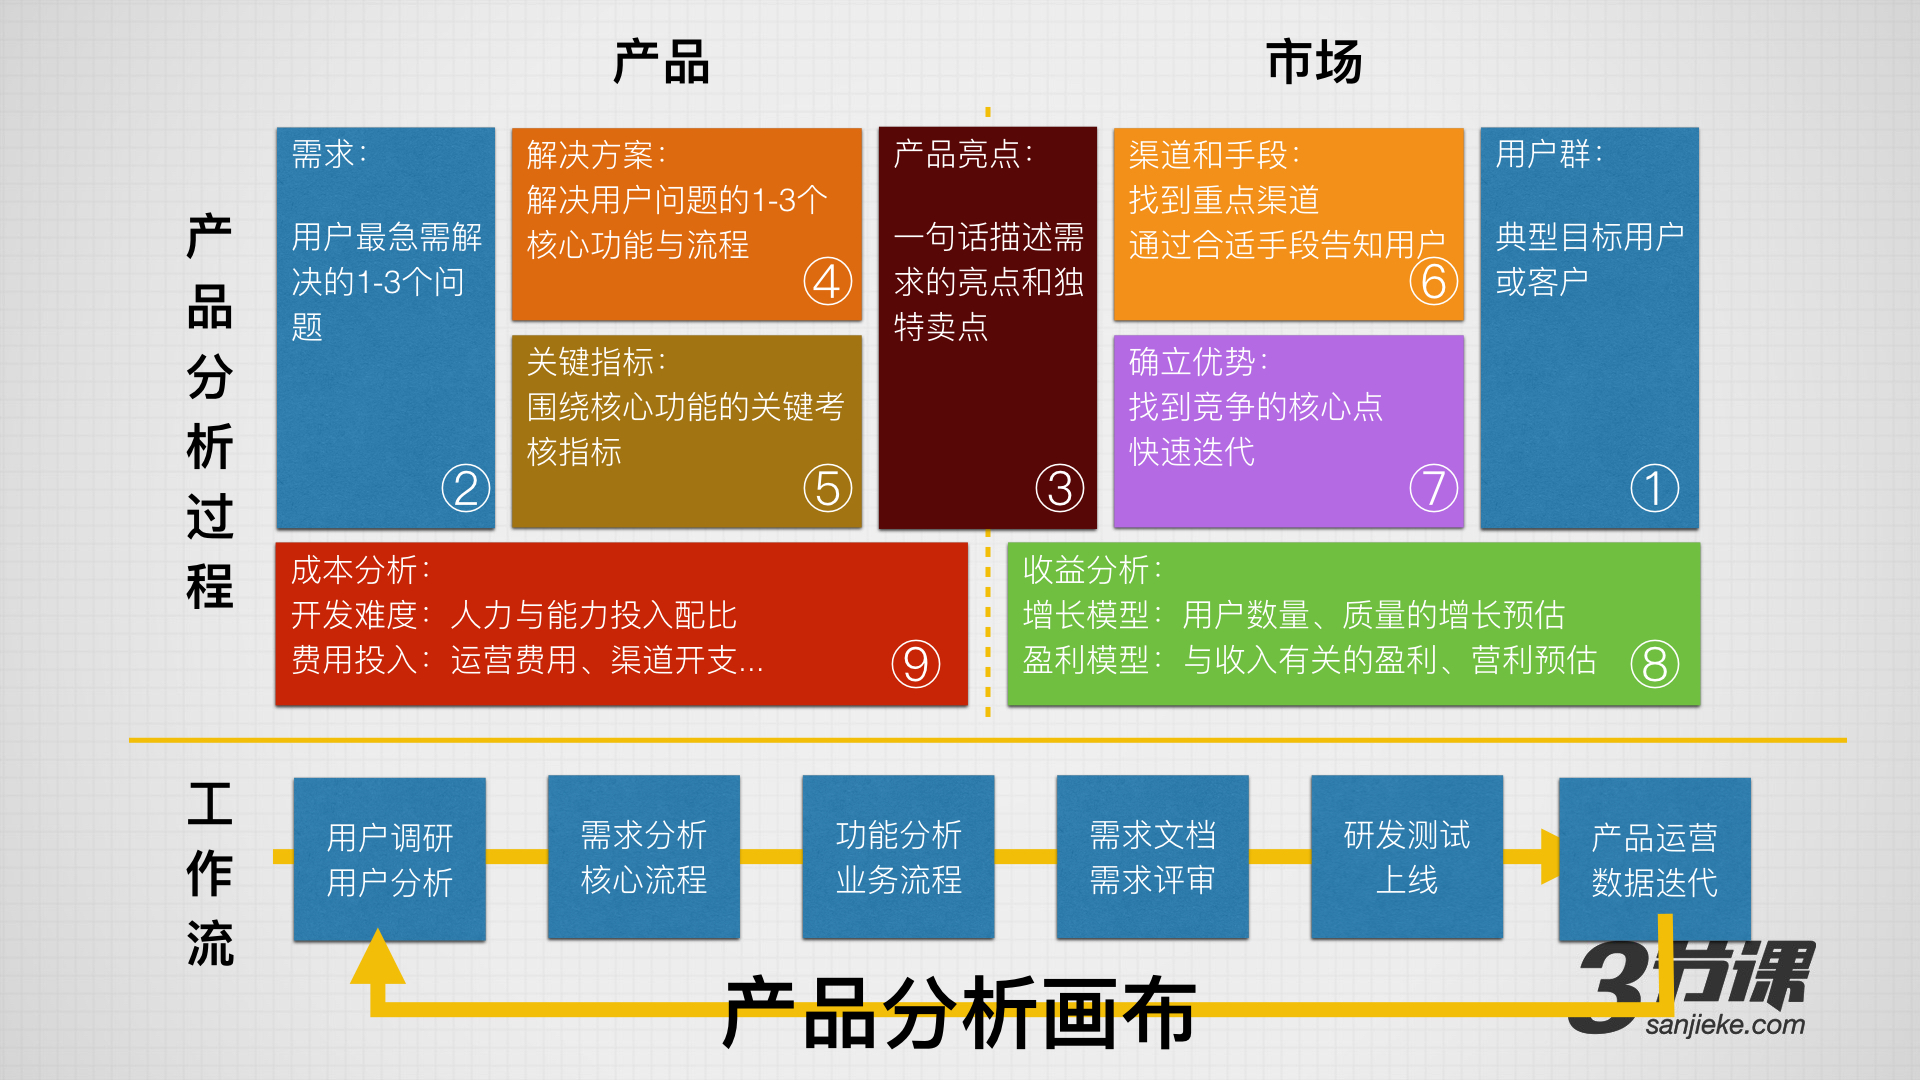 产品
市场
产品分析过程
需求：
用户最急需解
决的1-3个问
题
②
解决方案：
解决用户问题的1-3个
核心功能与流程
④
关键指标：
围绕核心功能的关键考
核指标
⑤
产品亮点：
一句话描述需
求的亮点和独
特卖点
③
渠道和手段：
找到重点渠道
通过合适手段告知用户
⑥
确立优势：
找到竞争的核心点
快速迭代
⑦
用户群：
典型目标用户
或客户
①
成本分析：
开发难度：人力与能力投入配比
费用投入：运营费用、渠道开支...
⑨
收益分析：
增长模型：用户数量、质量的增长预估
盈利模型：与收入有关的盈利、营利预估
⑧
工作流
用户调研
用户分析
需求分析
核心流程
功能分析
业务流程
需求文档
需求评审
研发测试
上线
产品运营
数据迭代
产品分析画布
3节课
sanjieke.com